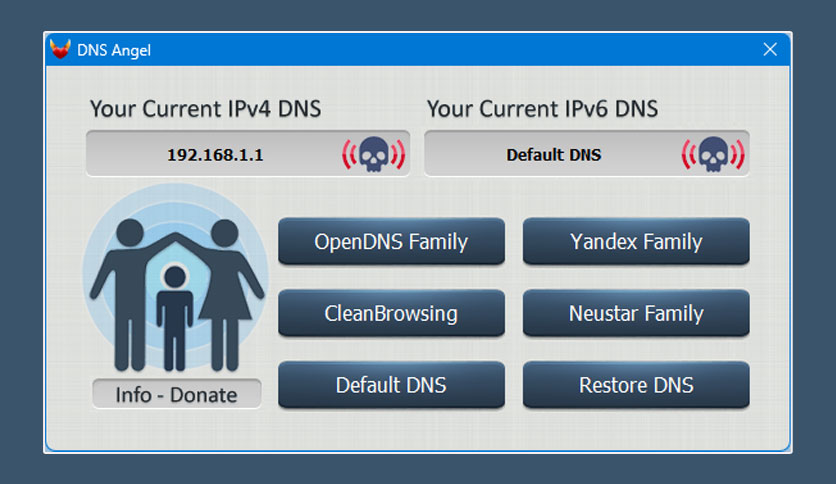 DNS Angel
Your Current IPv4 DNS
Your Current IPv6 DNS
192.168.1.1
Default DNS
OpenDNS Family
Yandex Family
CleanBrowsing
Neustar Family
Default DNS
Restore DNS
Info - Donate